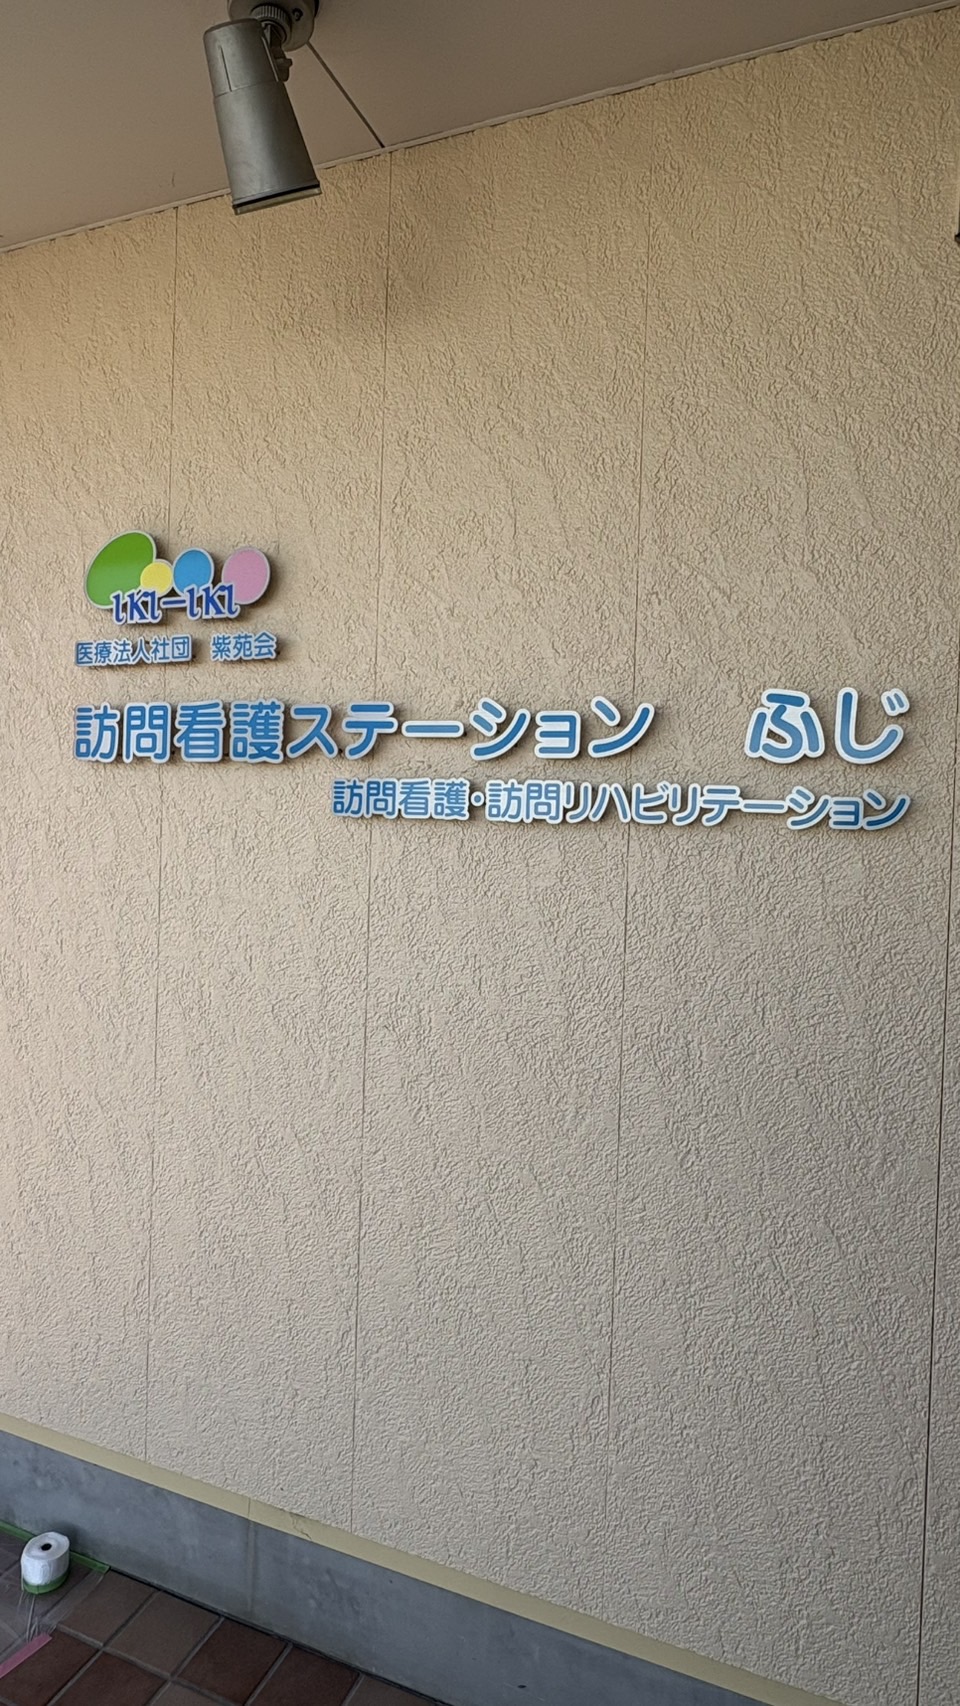 IKI-IKI
医療法人社団 紫苑会
訪問看護ステーション ふじ
訪問看護・訪問リハビリテーション